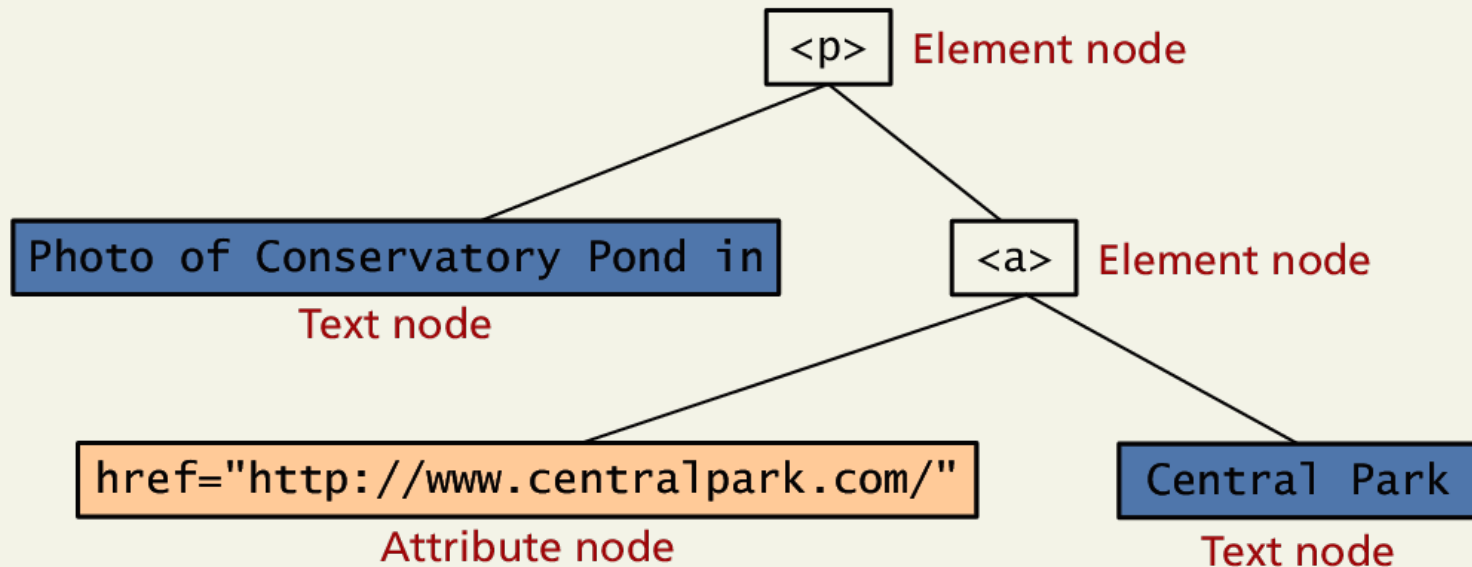 <p> Element node
Photo of Conservatory Pond in
<a> Element node
Text node
href="http://www.centralpark.com/"
Central Park
Attribute node
Text node